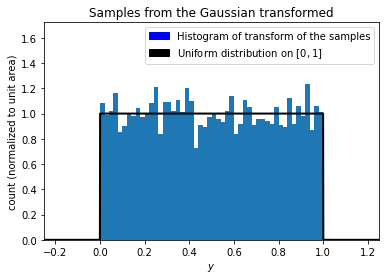 Samples from the Gaussian transformed
Histogram of transform of the samples
Uniform distribution on [0, 1]
count (normalized to unit area)
1.6
1.4
1.2
1.0
0.8
0.6
0.4
0.2
0.0
−0.2 0.0 0.2 0.4 0.6 0.8 1.0 1.2
y